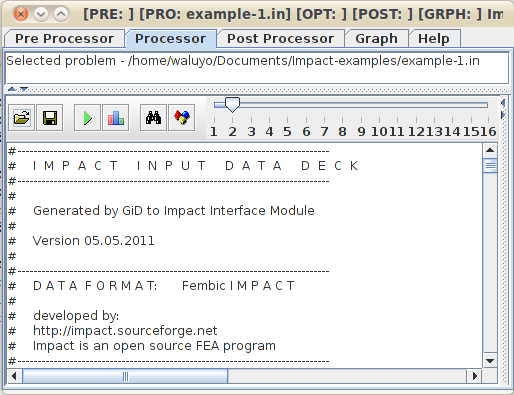 [PRE: ] [PRO: example-1.in] [OPT: ] [POST: ] [GRPH: ] Im
Pre Processor Processor Post Processor Graph Help
Selected problem - /home/waluyo/Documents/Impact-examples/example-1.in
1 2 3 4 5 6 7 8 9 10 11 12 13 14 15 16
#--------------------------------------------------------------------
# I M P A C T I N P U T D A T A D E C K
#--------------------------------------------------------------------
#
# Generated by GiD to Impact Interface Module
#
# Version 05.05.2011
#
#--------------------------------------------------------------------
# D A T A F O R M A T: Fembic I M P A C T
#
# developed by:
# http://impact.sourceforge.net
# Impact is an open source FEA program
#--------------------------------------------------------------------